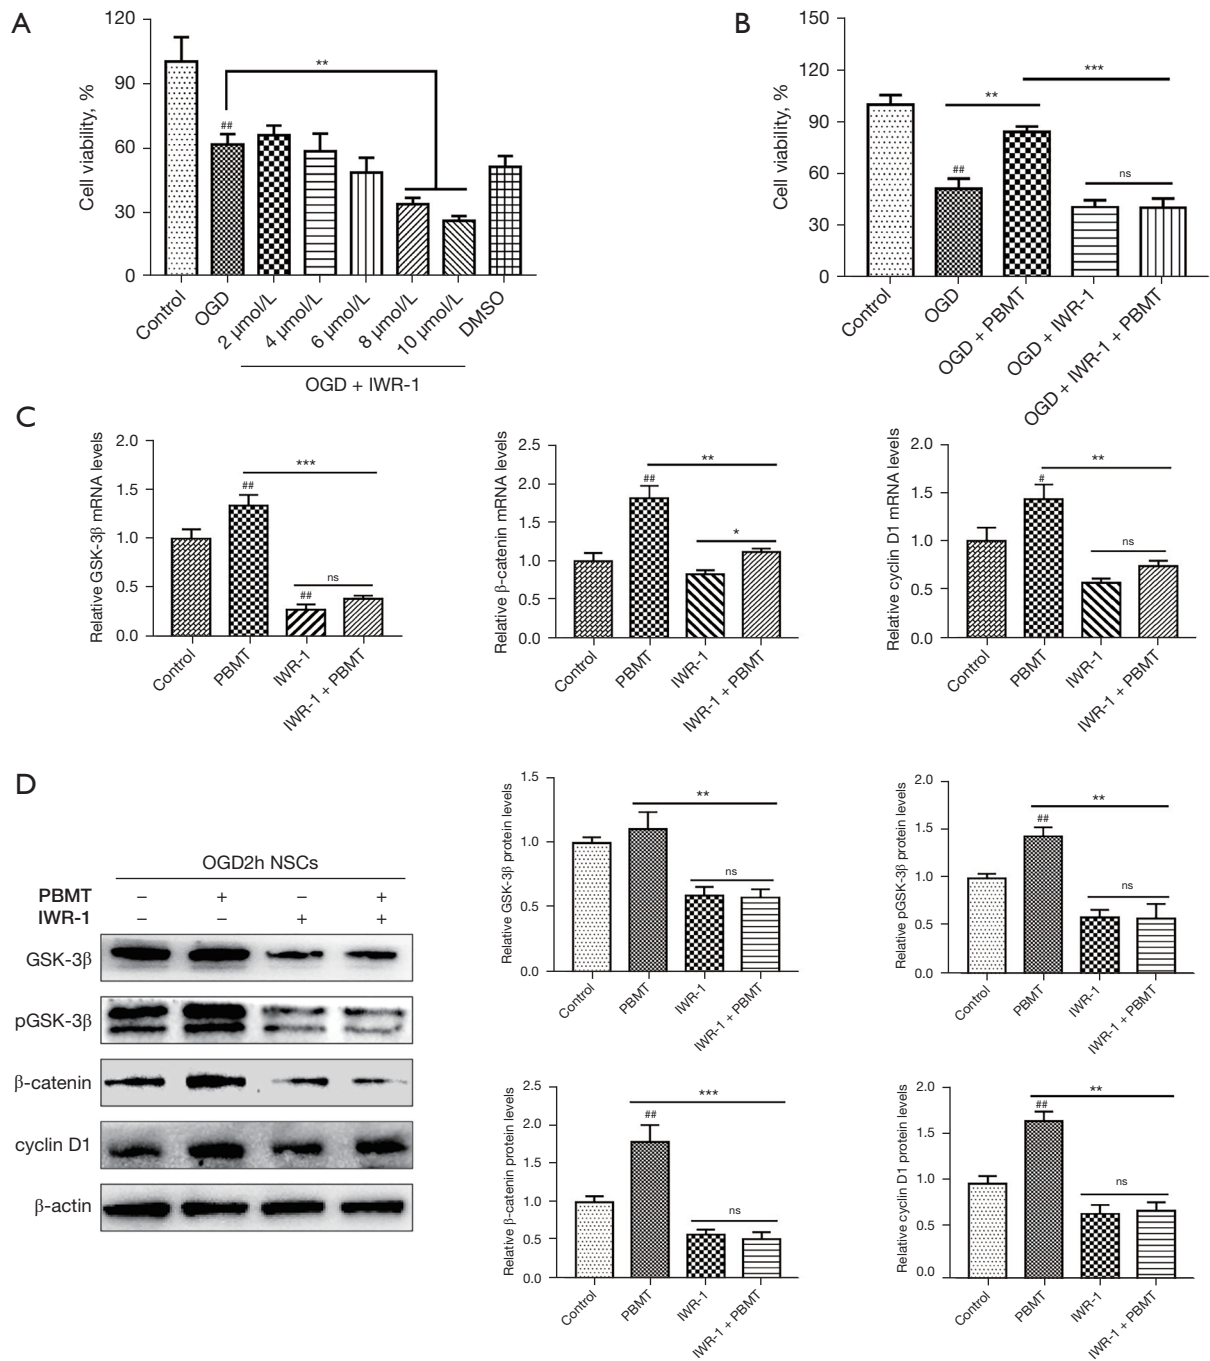 A
120
90
60
30
0
Cell viability, %
**
##
Control
OGD
2 μmol/L
4 μmol/L
6 μmol/L
8 μmol/L
10 μmol/L
DMSO
OGD + IWR-1
B
150
120
90
60
30
0
Cell viability, %
***
**
##
ns
Control
OGD
OGD + PBMT
OGD + IWR-1
OGD + IWR-1 + PBMT
C
Relative GSK-3β mRNA levels
2.0
1.5
1.0
0.5
0.0
***
##
ns
##
Control
PBMT
IWR-1
IWR-1 + PBMT
Relative β-catenin mRNA levels
2.5
2.0
1.5
1.0
0.5
0.0
**
##
*
Control
PBMT
IWR-1
IWR-1 + PBMT
Relative cyclin D1 mRNA levels
2.0
1.5
1.0
0.5
0.0
**
#
ns
Control
PBMT
IWR-1
IWR-1 + PBMT
D
OGD2h NSCs
PBMT – + – +
IWR-1 – – + +
GSK-3β
pGSK-3β
β-catenin
cyclin D1
β-actin
Relative GSK-3β protein levels
1.5
1.0
0.5
0.0
**
ns
Control
PBMT
IWR-1
IWR-1 + PBMT
Relative pGSK-3β protein levels
2.0
1.5
1.0
0.5
0.0
**
##
ns
Control
PBMT
IWR-1
IWR-1 + PBMT
Relative β-catenin protein levels
2.5
2.0
1.5
1.0
0.5
0.0
***
##
ns
Control
PBMT
IWR-1
IWR-1 + PBMT
Relative cyclin D1 protein levels
2.0
1.5
1.0
0.5
0.0
**
##
ns
Control
PBMT
IWR-1
IWR-1 + PBMT